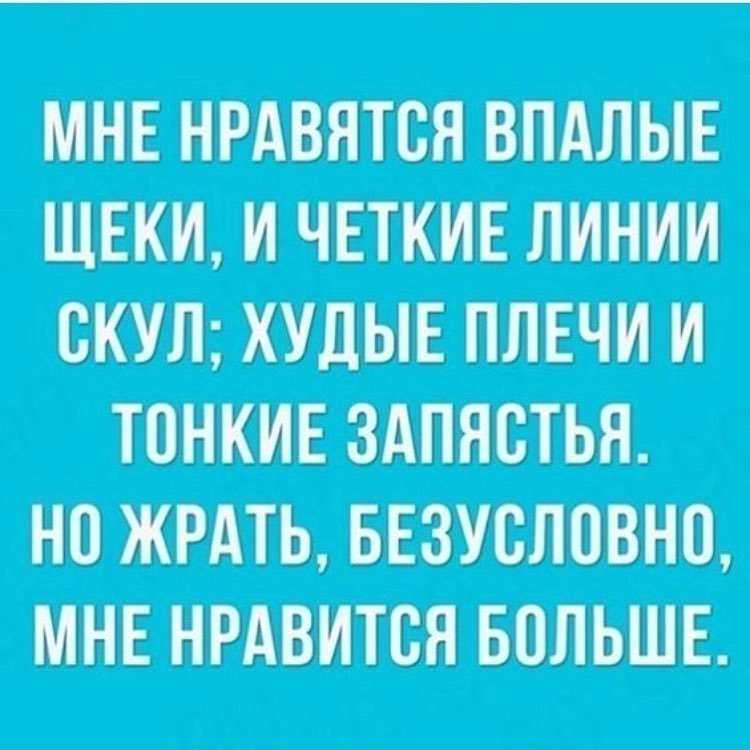 МНЕ НРАВЯТСЯ ВПАЛЫЕ
ЩЕКИ, И ЧЕТКИЕ ЛИНИИ
СКУЛ; ХУДЫЕ ПЛЕЧИ И
ТОНКИЕ ЗАПЯСТЬЯ.
НО ЖРАТЬ, БЕЗУСЛОВНО,
МНЕ НРАВИТСЯ БОЛЬШЕ.